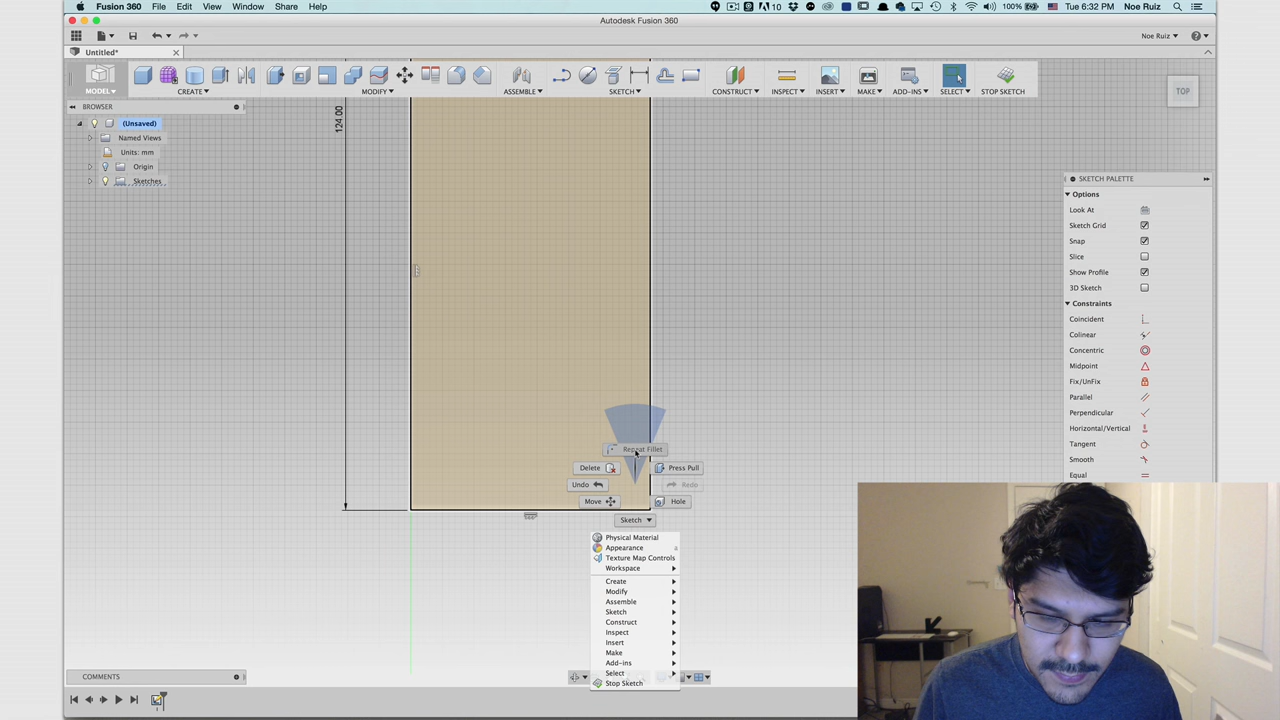 Fusion 360 File Edit View Window Share Help 10 100% Tue 6:32 PM Noe Ruiz
Autodesk Fusion 360
Noe Ruiz
Untitled*
MODEL CREATE MODIFY ASSEMBLE SKETCH CONSTRUCT INSPECT INSERT MAKE ADD-INS SELECT STOP SKETCH
TOP
BROWSER
(Unsaved)
Named Views
Units: mm
Origin
Sketches
124.00
SKETCH PALETTE
Options
Look At
Sketch Grid
Snap
Slice
Show Profile
3D Sketch
Constraints
Coincident
Colinear
Concentric
Midpoint
Fix/UnFix
Parallel
Perpendicular
Horizontal/Vertical
Tangent
Smooth
Equal
Repeat Fillet
Delete Press Pull
Undo Redo
Move Hole
Sketch
Physical Material
Appearance a
Texture Map Controls
Workspace
Create
Modify
Assemble
Sketch
Construct
Inspect
Insert
Make
Add-ins
Select
Stop Sketch
COMMENTS